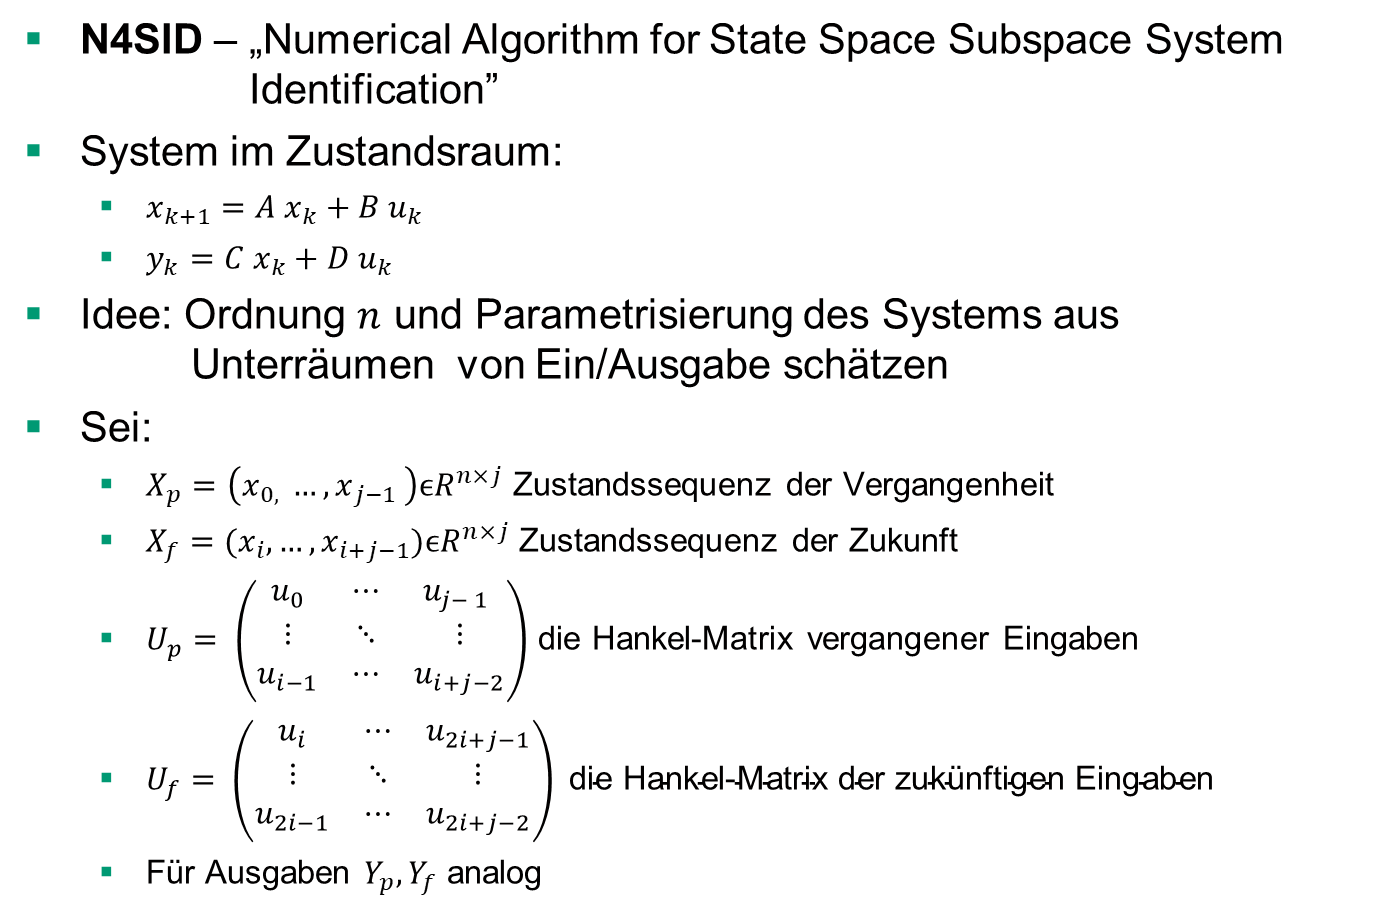 ▪ N4SID – „Numerical Algorithm for State Space Subspace System
Identification”
▪ System im Zustandsraum:
▪ x_{k+1} = A x_k + B u_k
▪ y_k = C x_k + D u_k
▪ Idee: Ordnung n und Parametrisierung des Systems aus
Unterräumen von Ein/Ausgabe schätzen
▪ Sei:
▪ X_p = (x_{0,} …, x_{j−1})ϵR^{n×j} Zustandssequenz der Vergangenheit
▪ X_f = (x_i, …, x_{i+j−1})ϵR^{n×j} Zustandssequenz der Zukunft
▪ U_p = (u_0 ⋯ u_{j−1}
⋮ ⋱ ⋮
u_{i−1} ⋯ u_{i+j−2}) die Hankel-Matrix vergangener Eingaben
▪ U_f = (u_i ⋯ u_{2i+j−1}
⋮ ⋱ ⋮
u_{2i−1} ⋯ u_{2i+j−2}) die Hankel-Matrix der zukünftigen Eingaben
▪ Für Ausgaben Y_p, Y_f analog